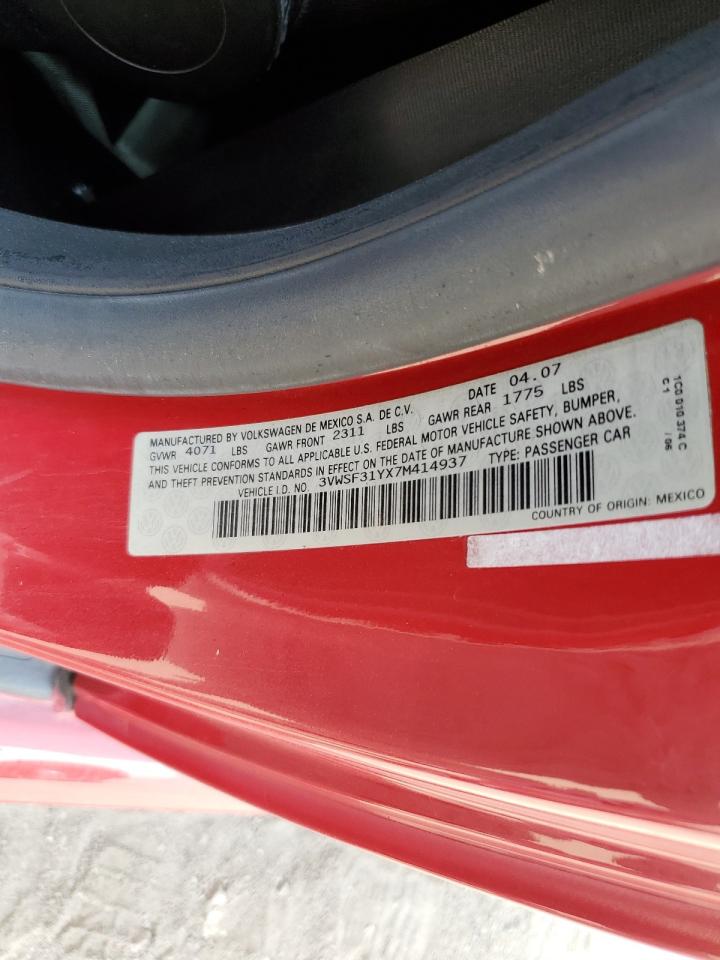 MANUFACTURED BY VOLKSWAGEN DE MEXICO S.A. DE C.V. DATE 04.07
GVWR 4071 LBS GAWR FRONT 2311 LBS GAWR REAR 1775 LBS
THIS VEHICLE CONFORMS TO ALL APPLICABLE U.S. FEDERAL MOTOR VEHICLE SAFETY, BUMPER,
AND THEFT PREVENTION STANDARDS IN EFFECT ON THE DATE OF MANUFACTURE SHOWN ABOVE.
VEHICLE I.D. NO. 3VWSF31YX7M414937 TYPE: PASSENGER CAR
COUNTRY OF ORIGIN: MEXICO
1C0 010 374 C
C1 /06